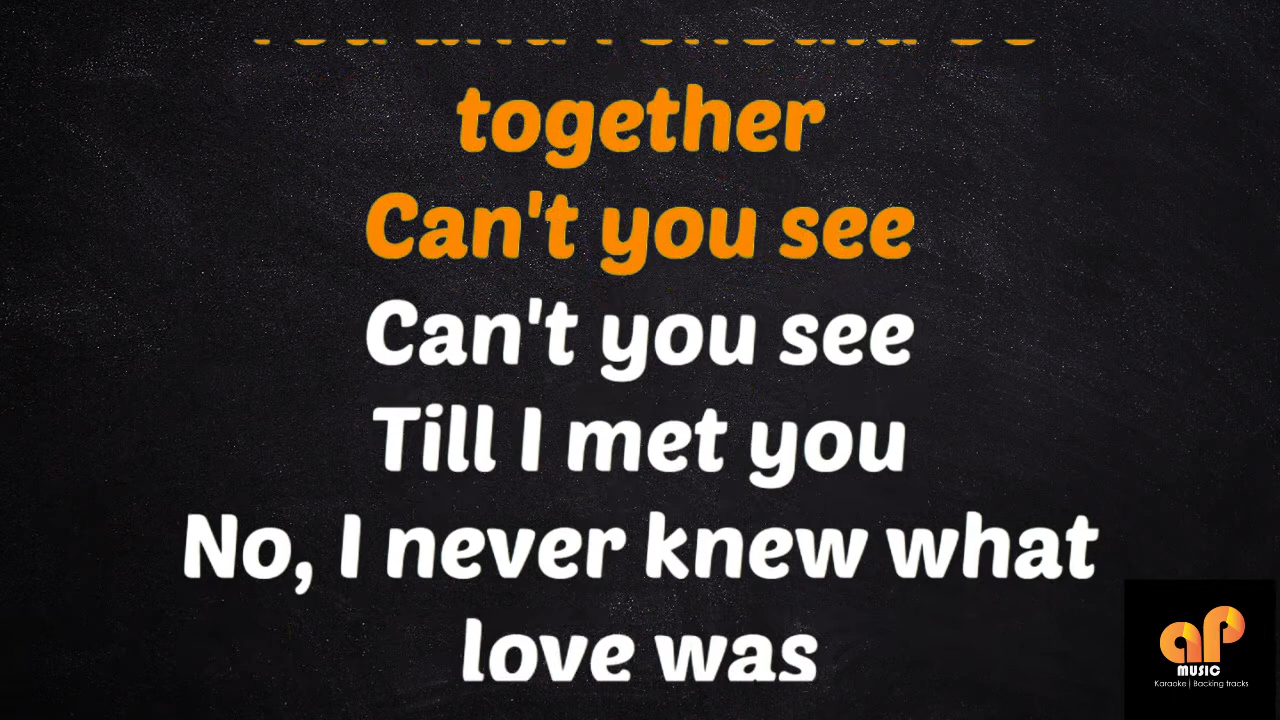 together
Can't you see
Can't you see
Till I met you
No, I never knew what
love was
aP
MUSIC
Karaoke | Backing tracks